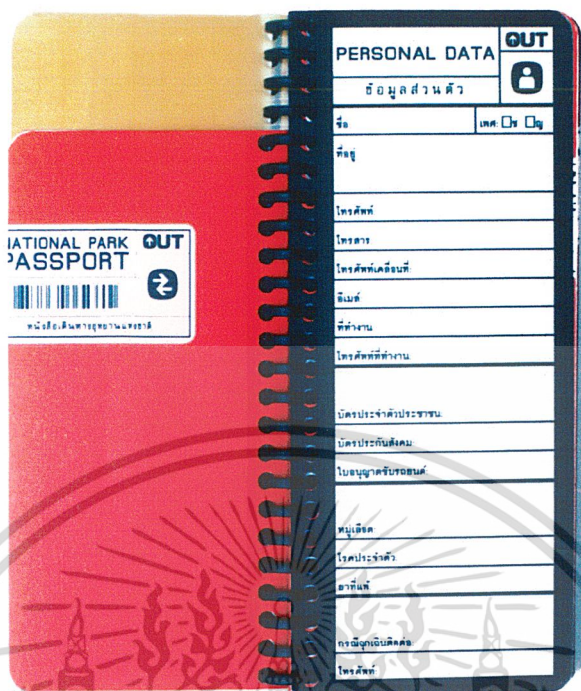 NATIONAL PARK OUT
PASSPORT
หนังสือเดินทางอุทยานแห่งชาติ
PERSONAL DATA
OUT
ข้อมูลส่วนตัว
ชื่อ
เพศ: ช ญ
ที่อยู่
โทรศัพท์
โทรสาร
โทรศัพท์เคลื่อนที่
อีเมล์
ที่ทำงาน
โทรศัพท์ที่ทำงาน
บัตรประจำตัวประชาชน:
บัตรประกันสังคม
ใบอนุญาตขับรถยนต์:
หมู่เลือด
โรคประจำตัว
ยาที่แพ้
กรณีฉุกเฉินติดต่อ:
โทรศัพท์